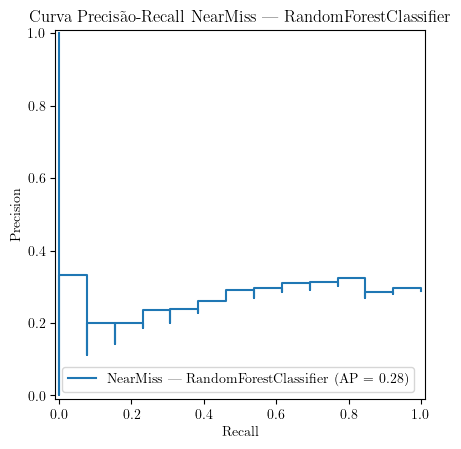 Curva Precisão-Recall NearMiss — RandomForestClassifier
1.0
0.8
0.6
0.4
0.2
0.0
Precision
NearMiss — RandomForestClassifier (AP = 0.28)
0.0 0.2 0.4 0.6 0.8 1.0
Recall